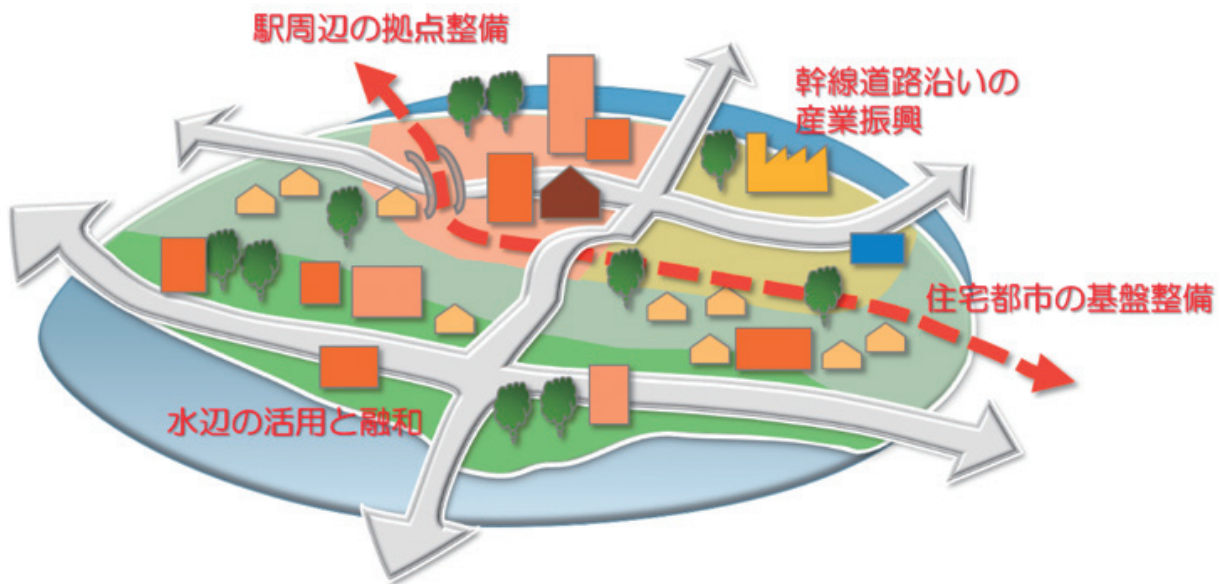 駅周辺の拠点整備
幹線道路沿いの
産業振興
住宅都市の基盤整備
水辺の活用と融和